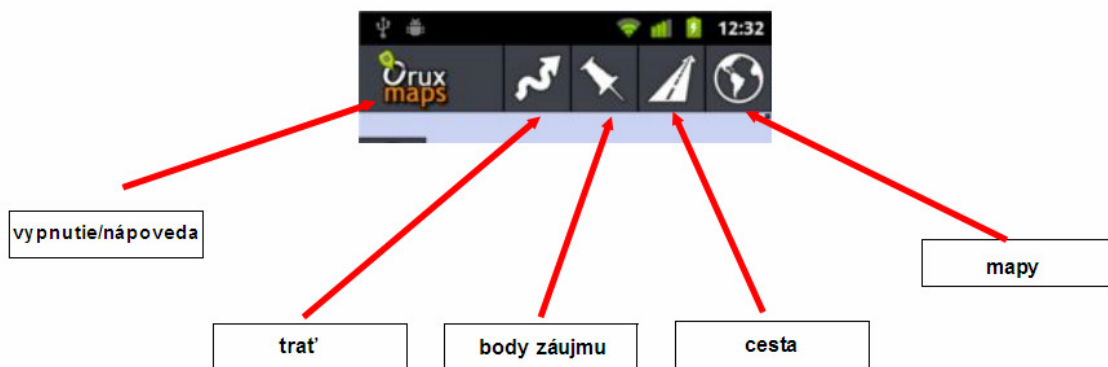 12:32
Orux
maps
vypnutie/nápoveda
mapy
trať
body záujmu
cesta